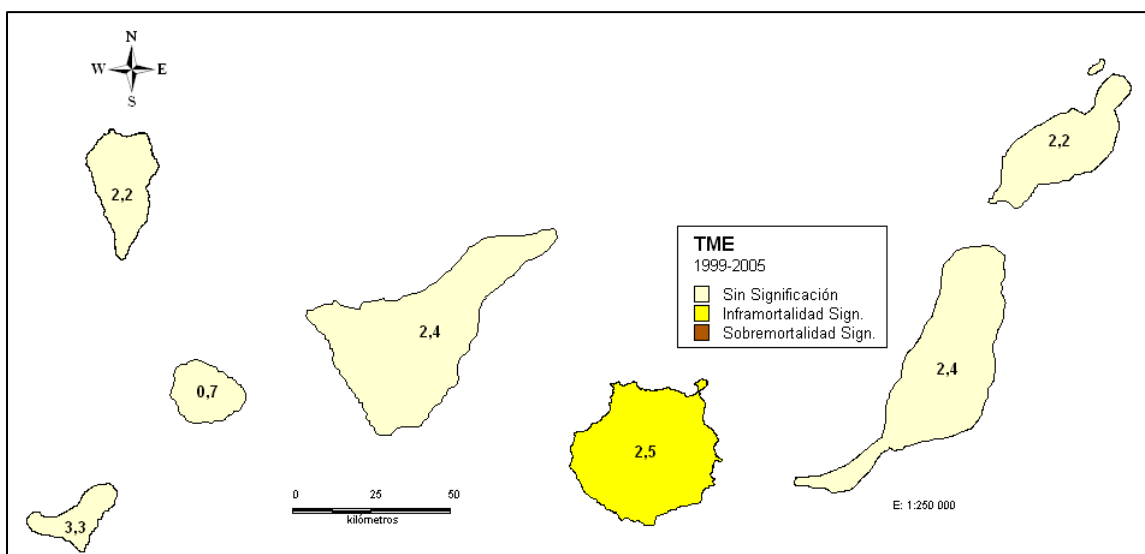 N
W E
S
2,2
2,2
TME
1999-2005
Sin Significación
Inframortalidad Sign.
Sobremortalidad Sign.
2,4
2,4
0,7
2,5
0 25 50
kilómetros
E: 1:250 000
3,3